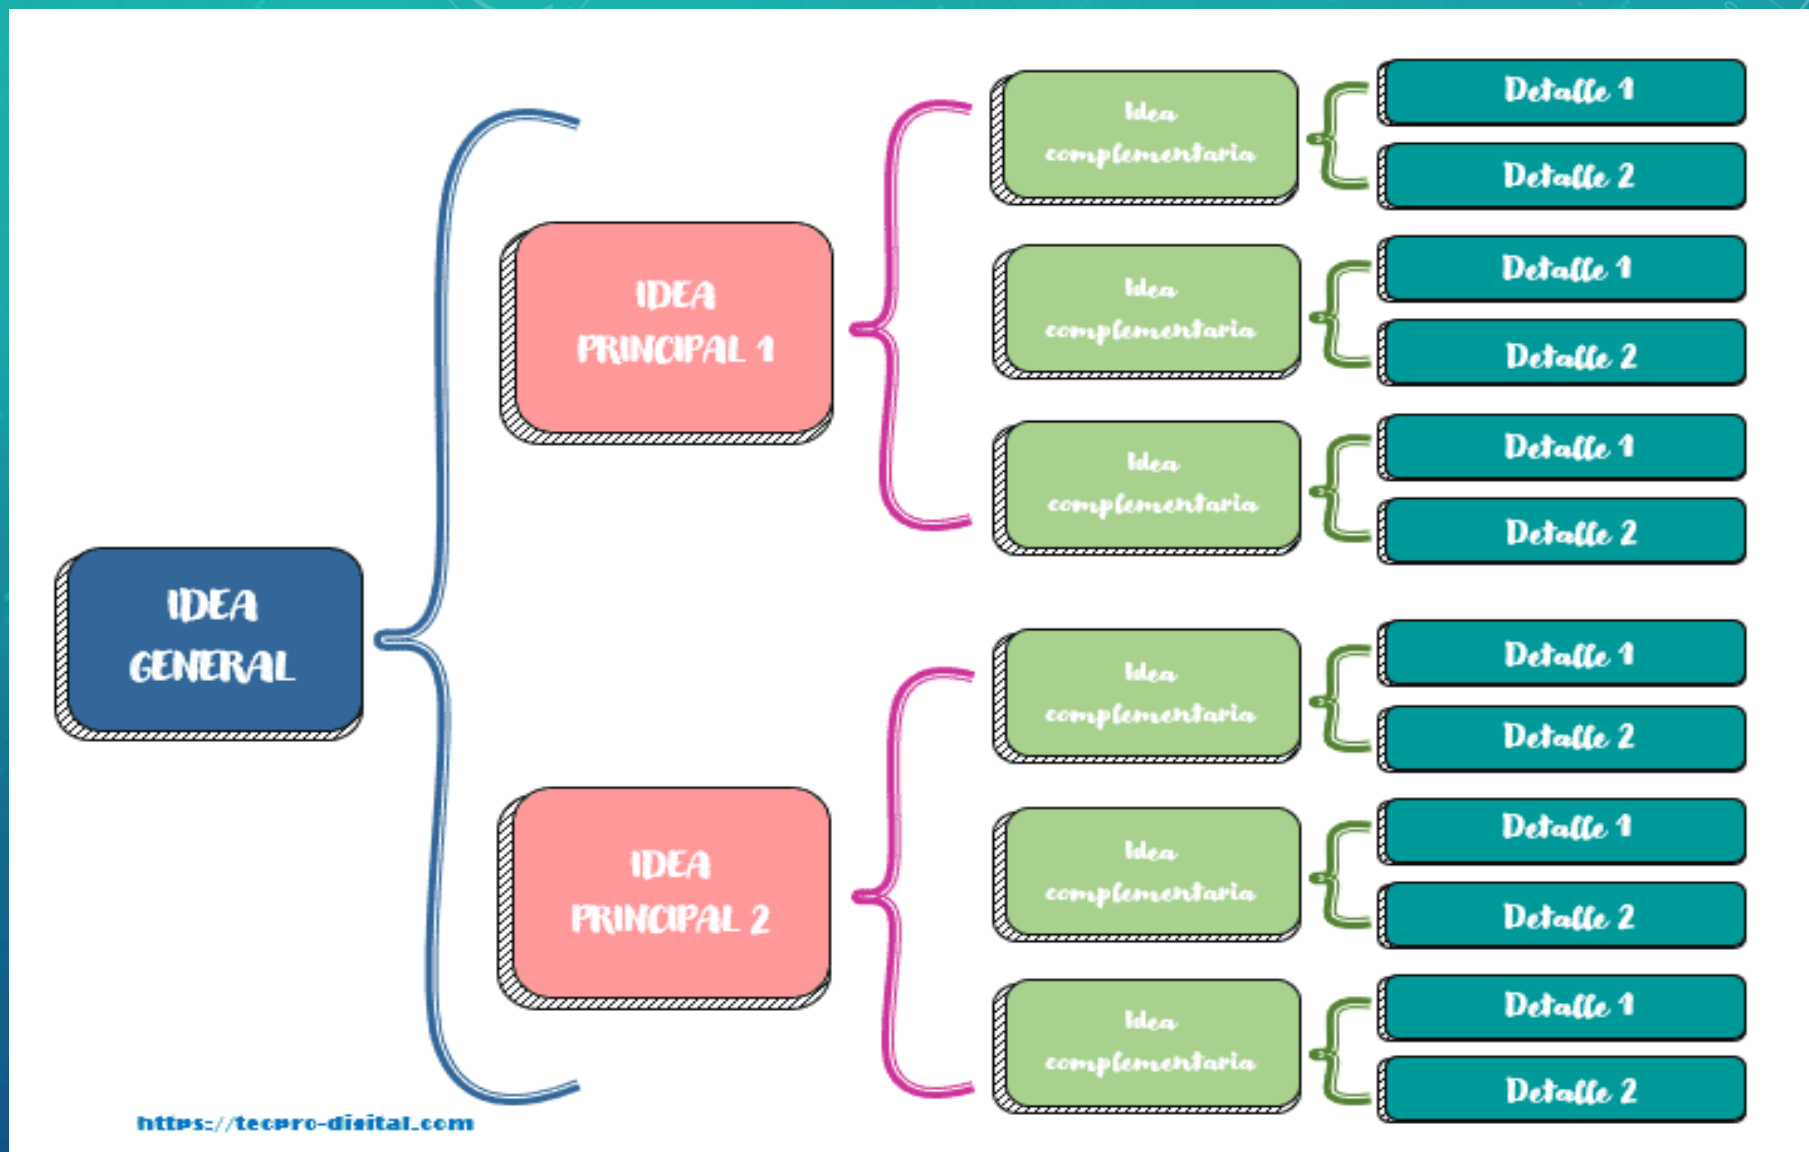 IDEA
GENERAL
IDEA
PRINCIPAL 1
Idea
complementaria
Detalle 1
Detalle 2
Idea
complementaria
Detalle 1
Detalle 2
Idea
complementaria
Detalle 1
Detalle 2
IDEA
PRINCIPAL 2
Idea
complementaria
Detalle 1
Detalle 2
Idea
complementaria
Detalle 1
Detalle 2
Idea
complementaria
Detalle 1
Detalle 2
https://tecpro-digital.com